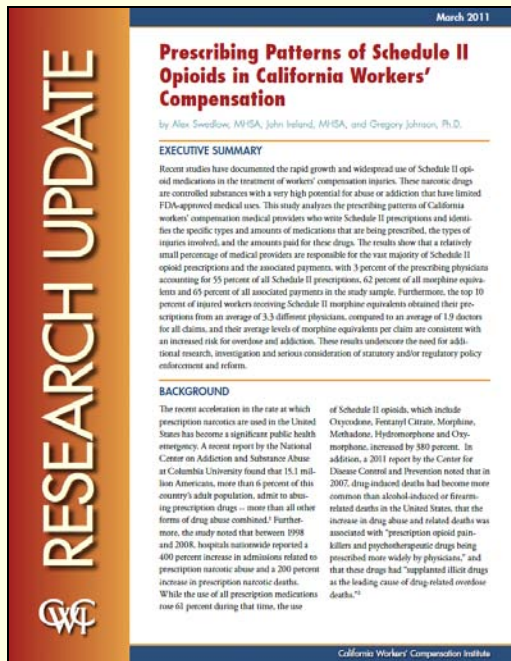 March 2011
RESEARCH UPDATE
CWCI
Prescribing Patterns of Schedule II
Opioids in California Workers'
Compensation
by Alex Swedlow, MHSA, John Ireland, MHSA, and Gregory Johnson, Ph.D.
EXECUTIVE SUMMARY
Recent studies have documented the rapid growth and widespread use of Schedule II opi-
oid medications in the treatment of workers' compensation injuries. These narcotic drugs
are controlled substances with a very high potential for abuse or addiction that have limited
FDA-approved medical uses. This study analyzes the prescribing patterns of California
workers' compensation medical providers who write Schedule II prescriptions and identi-
fies the specific types and amounts of medications that are being prescribed, the types of
injuries involved, and the amounts paid for these drugs. The results show that a relatively
small percentage of medical providers are responsible for the vast majority of Schedule II
opioid prescriptions and the associated payments, with 3 percent of the prescribing physicians
accounting for 55 percent of all Schedule II prescriptions, 62 percent of all morphine equiva-
lents and 65 percent of all associated payments in the study sample. Furthermore, the top 10
percent of injured workers receiving Schedule II morphine equivalents obtained their pre-
scriptions from an average of 3.3 different physicians, compared to an average of 1.9 doctors
for all claims, and their average levels of morphine equivalents per claim are consistent with
an increased risk for overdose and addiction. These results underscore the need for addi-
tional research, investigation and serious consideration of statutory and/or regulatory policy
enforcement and reform.
BACKGROUND
The recent acceleration in the rate at which
prescription narcotics are used in the United
States has become a significant public health
emergency. A recent report by the National
Center on Addiction and Substance Abuse
at Columbia University found that 15.1 mil-
lion Americans, more than 6 percent of this
country's adult population, admit to abus-
ing prescription drugs -- more than all other
forms of drug abuse combined.¹ Further-
more, the study noted that between 1998
and 2008, hospitals nationwide reported a
400 percent increase in admissions related to
prescription narcotic abuse and a 200 percent
increase in prescription narcotic deaths.
While the use of all prescription medications
rose 61 percent during that time, the use
of Schedule II opioids, which include
Oxycodone, Fentanyl Citrate, Morphine,
Methadone, Hydromorphone and Oxy-
morphone, increased by 380 percent. In
addition, a 2011 report by the Center for
Disease Control and Prevention noted that in
2007, drug-induced deaths had become more
common than alcohol-induced or firearm-
related deaths in the United States, that the
increase in drug abuse and related deaths was
associated with "prescription opioid pain-
killers and psychotherapeutic drugs being
prescribed more widely by physicians," and
that these drugs had "supplanted illicit drugs
as the leading cause of drug-related overdose
deaths."²
California Workers' Compensation Institute